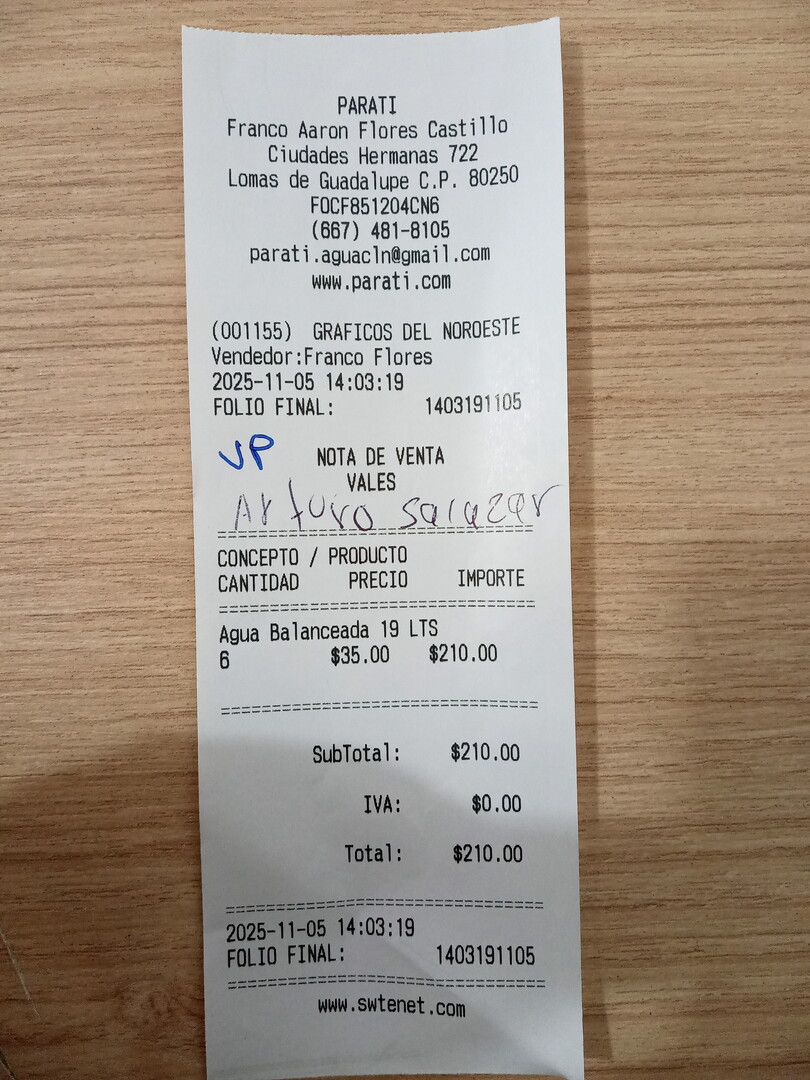 PARATI
Franco Aaron Flores Castillo
Ciudades Hermanas 722
Lomas de Guadalupe C.P. 80250
FOCF851204CN6
(667) 481-8105
parati.aguacln@gmail.com
www.parati.com
(001155) GRAFICOS DEL NOROESTE
Vendedor:Franco Flores
2025-11-05 14:03:19
FOLIO FINAL: 1403191105
VP
NOTA DE VENTA
VALES
Arturo Salazar
CONCEPTO / PRODUCTO
CANTIDAD PRECIO IMPORTE
Agua Balanceada 19 LTS
6 $35.00 $210.00
SubTotal: $210.00
IVA: $0.00
Total: $210.00
2025-11-05 14:03:19
FOLIO FINAL: 1403191105
www.swtenet.com